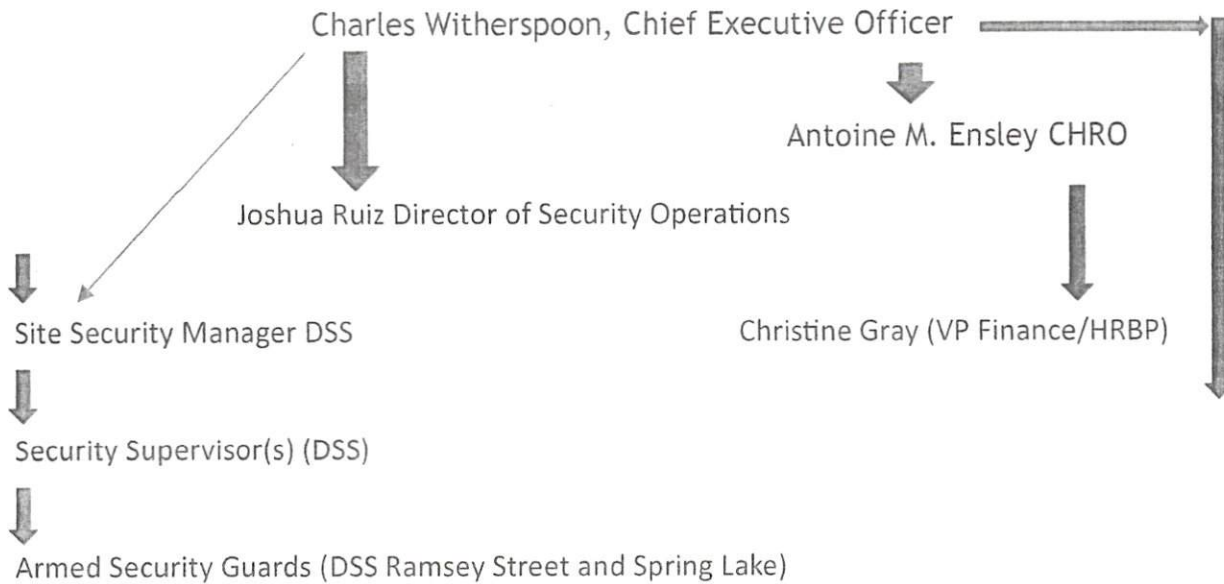 Charles Witherspoon, Chief Executive Officer
Antoine M. Ensley CHRO
Joshua Ruiz Director of Security Operations
Site Security Manager DSS
Christine Gray (VP Finance/HRBP)
Security Supervisor(s) (DSS)
Armed Security Guards (DSS Ramsey Street and Spring Lake)